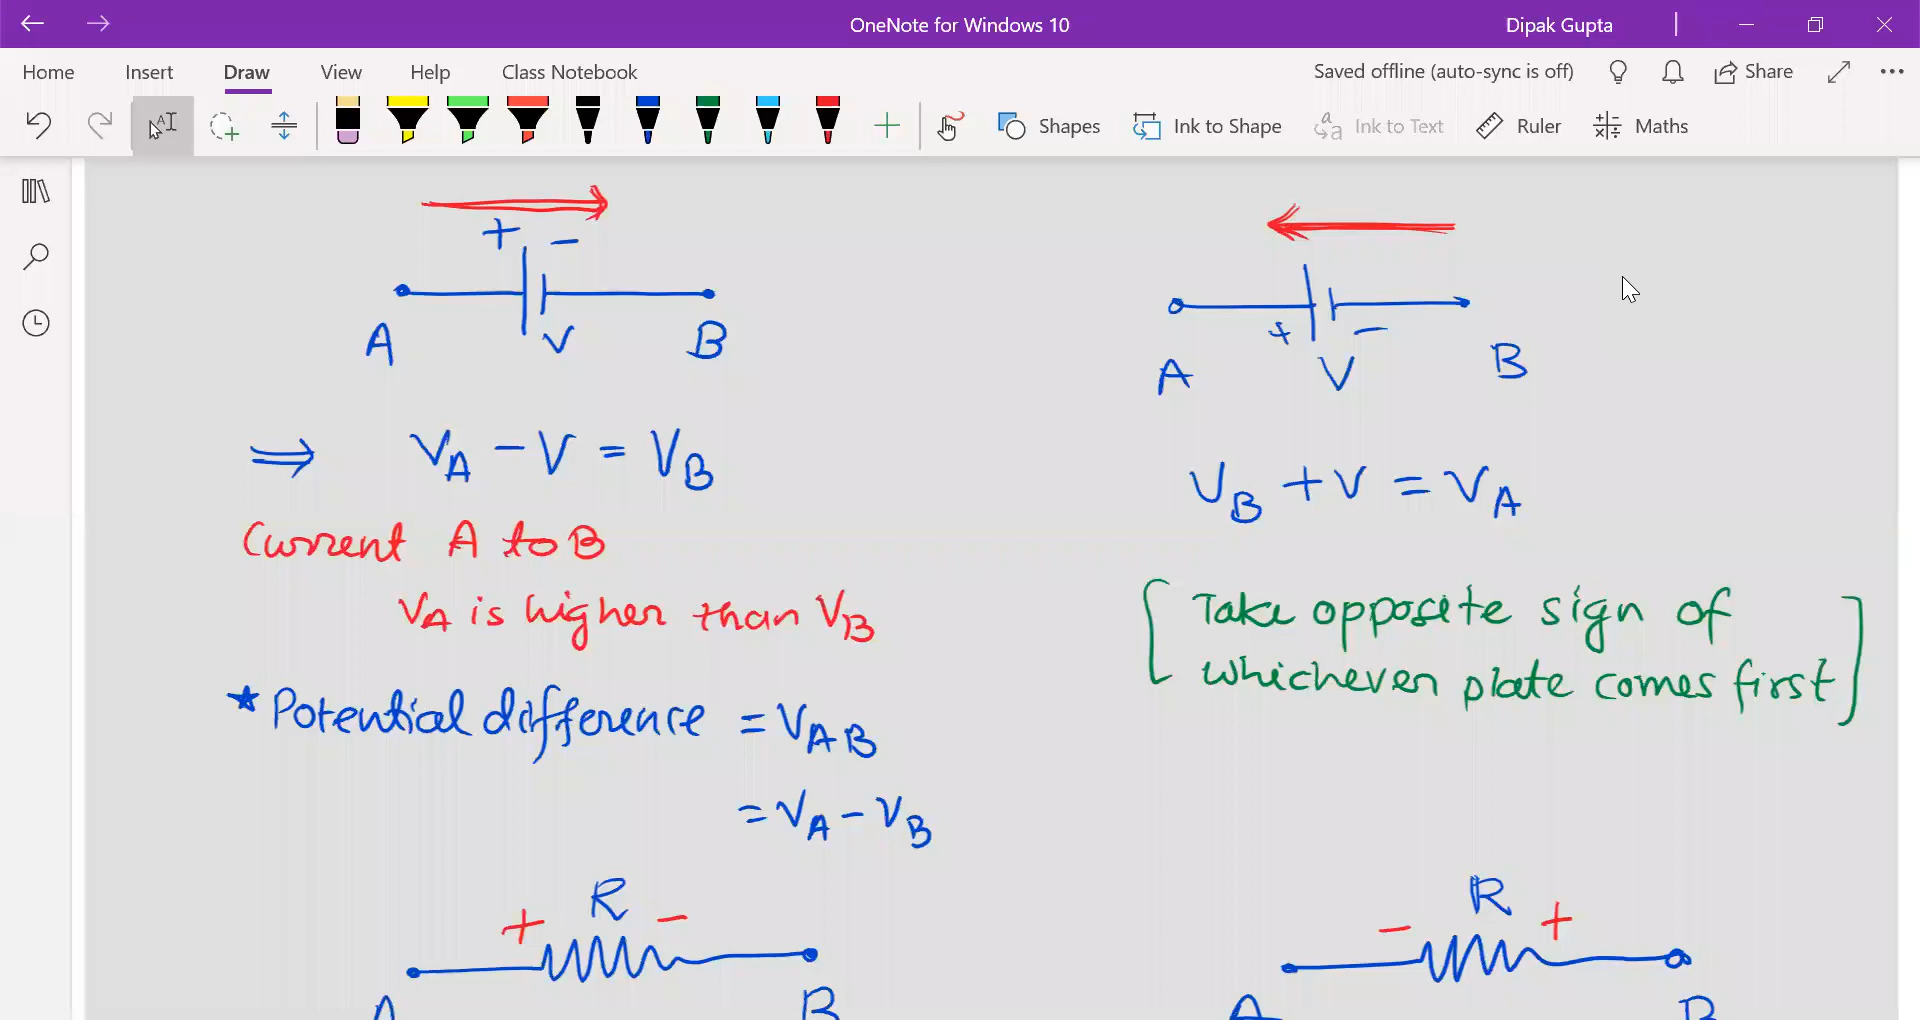 OneNote for Windows 10
Dipak Gupta
Home Insert Draw View Help Class Notebook
Saved offline (auto-sync is off) Share
Shapes Ink to Shape Ink to Text Ruler Maths
+ −
A V B
+ −
A V B
⇒ VA − V = VB
VB + V = VA
Current A to B
VA is higher than VB
[Take opposite sign of
whichever plate comes first]
* Potential difference = VAB
= VA − VB
R
+ −
A B
R
− +
A B